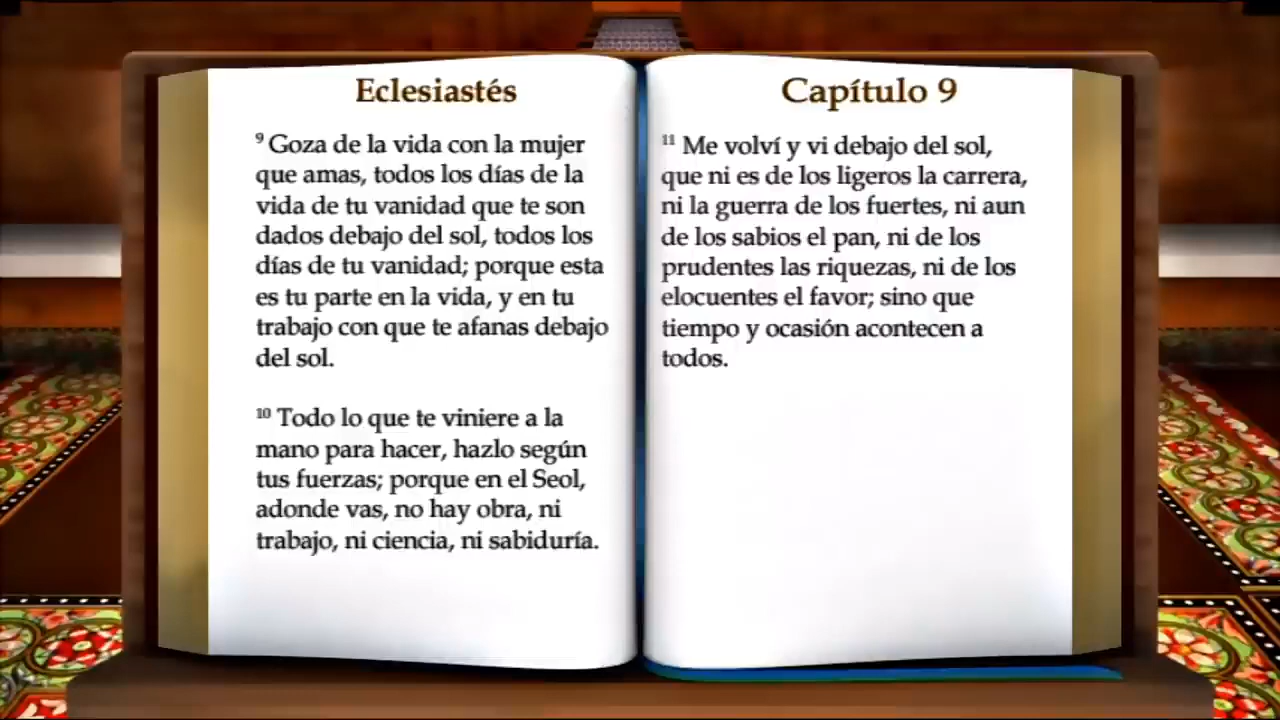 Eclesiastés
9 Goza de la vida con la mujer
que amas, todos los días de la
vida de tu vanidad que te son
dados debajo del sol, todos los
días de tu vanidad; porque esta
es tu parte en la vida, y en tu
trabajo con que te afanas debajo
del sol.
10 Todo lo que te viniere a la
mano para hacer, hazlo según
tus fuerzas; porque en el Seol,
adonde vas, no hay obra, ni
trabajo, ni ciencia, ni sabiduría.
Capítulo 9
11 Me volví y vi debajo del sol,
que ni es de los ligeros la carrera,
ni la guerra de los fuertes, ni aun
de los sabios el pan, ni de los
prudentes las riquezas, ni de los
elocuentes el favor; sino que
tiempo y ocasión acontecen a
todos.